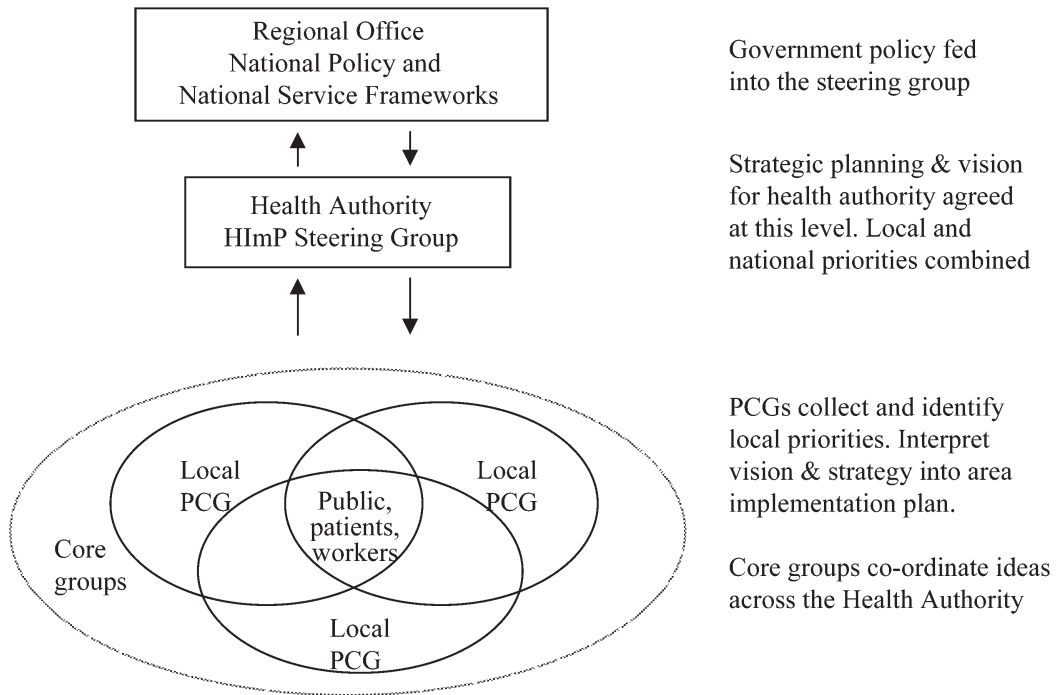 Regional Office
National Policy and
National Service Frameworks
Government policy fed
into the steering group
Health Authority
HImP Steering Group
Strategic planning & vision
for health authority agreed
at this level. Local and
national priorities combined
Local
PCG
Local
PCG
Public,
patients,
workers
Core
groups
Local
PCG
PCGs collect and identify
local priorities. Interpret
vision & strategy into area
implementation plan.
Core groups co-ordinate ideas
across the Health Authority